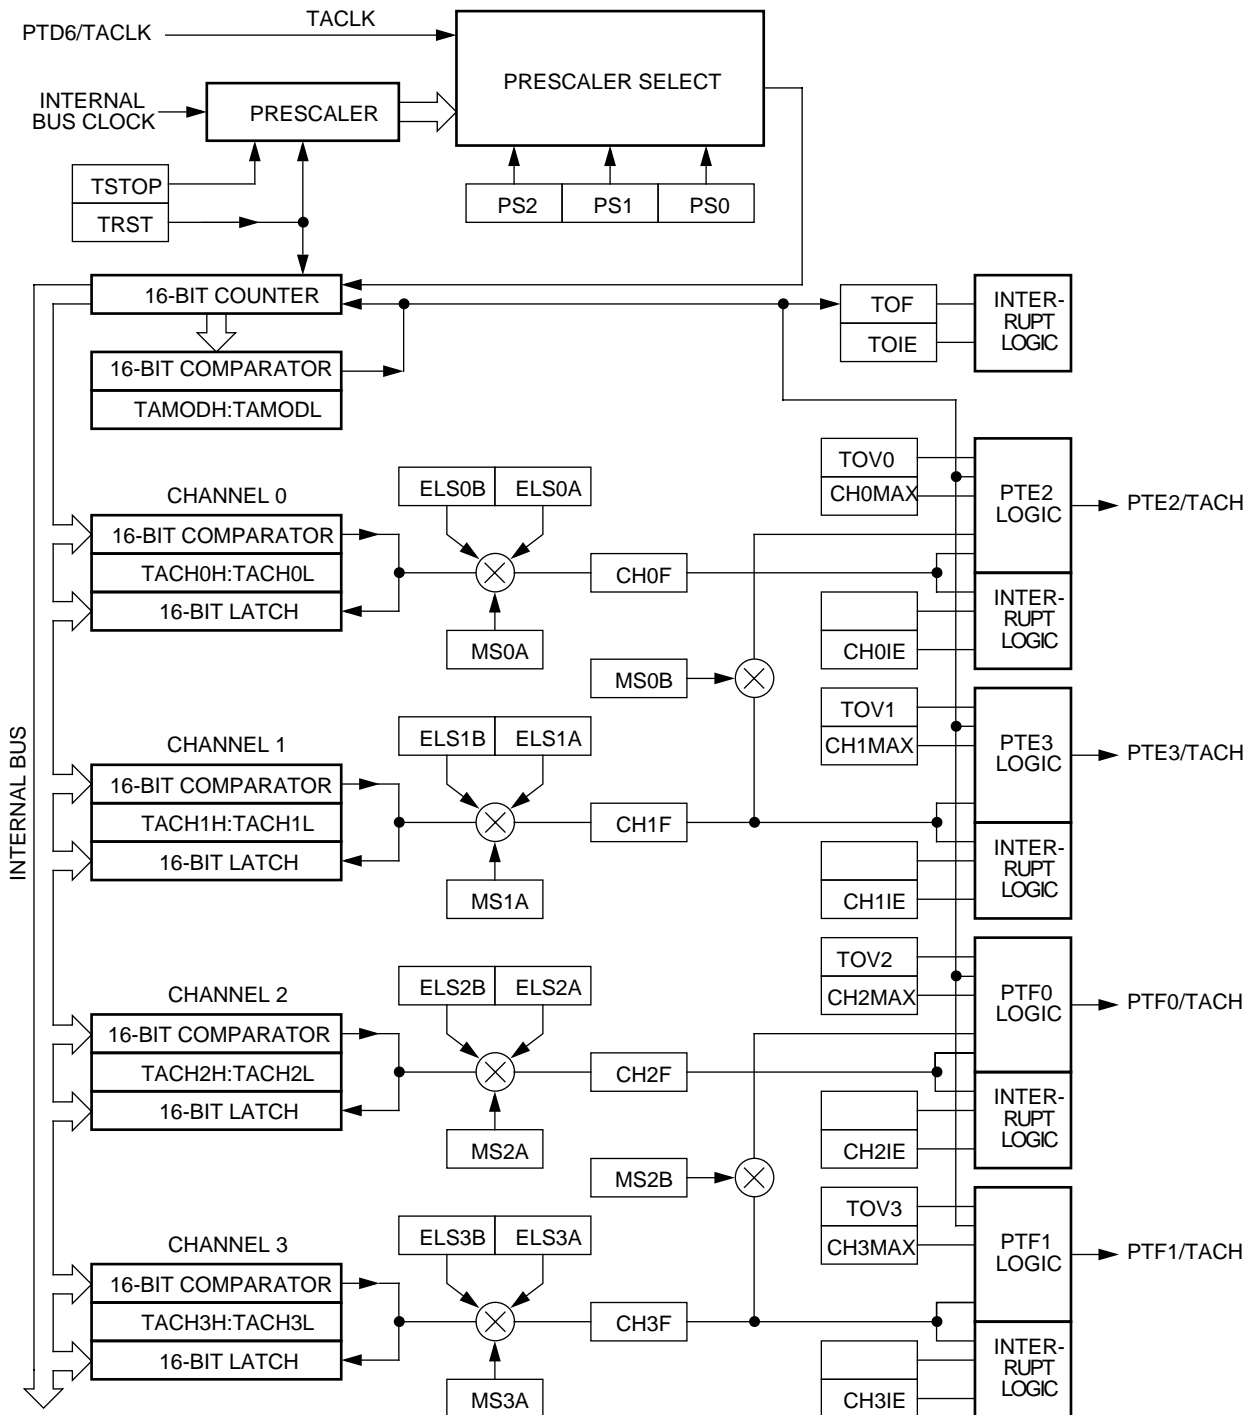 TACLK
PTD6/TACLK
PRESCALER SELECT
INTERNAL
BUS CLOCK
PRESCALER
TSTOP
TRST
PS2
PS1
PS0
16-BIT COUNTER
TOF
TOIE
INTER-
RUPT
LOGIC
16-BIT COMPARATOR
TAMODH:TAMODL
INTERNAL BUS
CHANNEL 0
ELS0B
ELS0A
TOV0
CH0MAX
PTE2
LOGIC
PTE2/TACH
16-BIT COMPARATOR
TACH0H:TACH0L
16-BIT LATCH
CH0F
MS0A
INTER-
RUPT
LOGIC
CH0IE
MS0B
CHANNEL 1
ELS1B
ELS1A
TOV1
CH1MAX
PTE3
LOGIC
PTE3/TACH
16-BIT COMPARATOR
TACH1H:TACH1L
16-BIT LATCH
CH1F
MS1A
INTER-
RUPT
LOGIC
CH1IE
CHANNEL 2
ELS2B
ELS2A
TOV2
CH2MAX
PTF0
LOGIC
PTF0/TACH
16-BIT COMPARATOR
TACH2H:TACH2L
16-BIT LATCH
CH2F
MS2A
INTER-
RUPT
LOGIC
CH2IE
MS2B
CHANNEL 3
ELS3B
ELS3A
TOV3
CH3MAX
PTF1
LOGIC
PTF1/TACH
16-BIT COMPARATOR
TACH3H:TACH3L
16-BIT LATCH
CH3F
MS3A
INTER-
RUPT
LOGIC
CH3IE